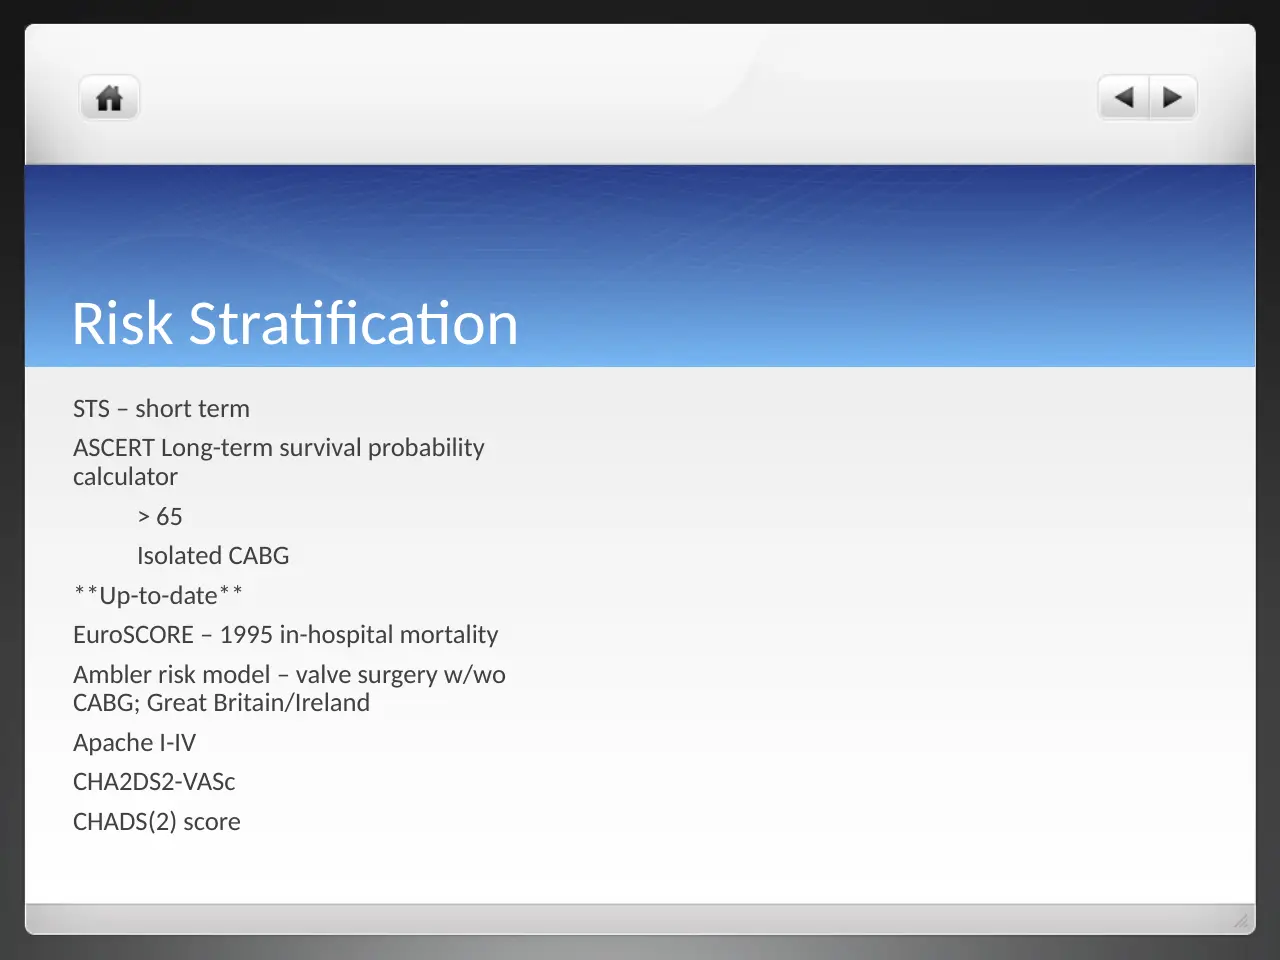 Risk Stratification
STS – short term
ASCERT Long-term survival probability
calculator
> 65
Isolated CABG
**Up-to-date**
EuroSCORE – 1995 in-hospital mortality
Ambler risk model – valve surgery w/wo
CABG; Great Britain/Ireland
Apache I-IV
CHA2DS2-VASc
CHADS(2) score